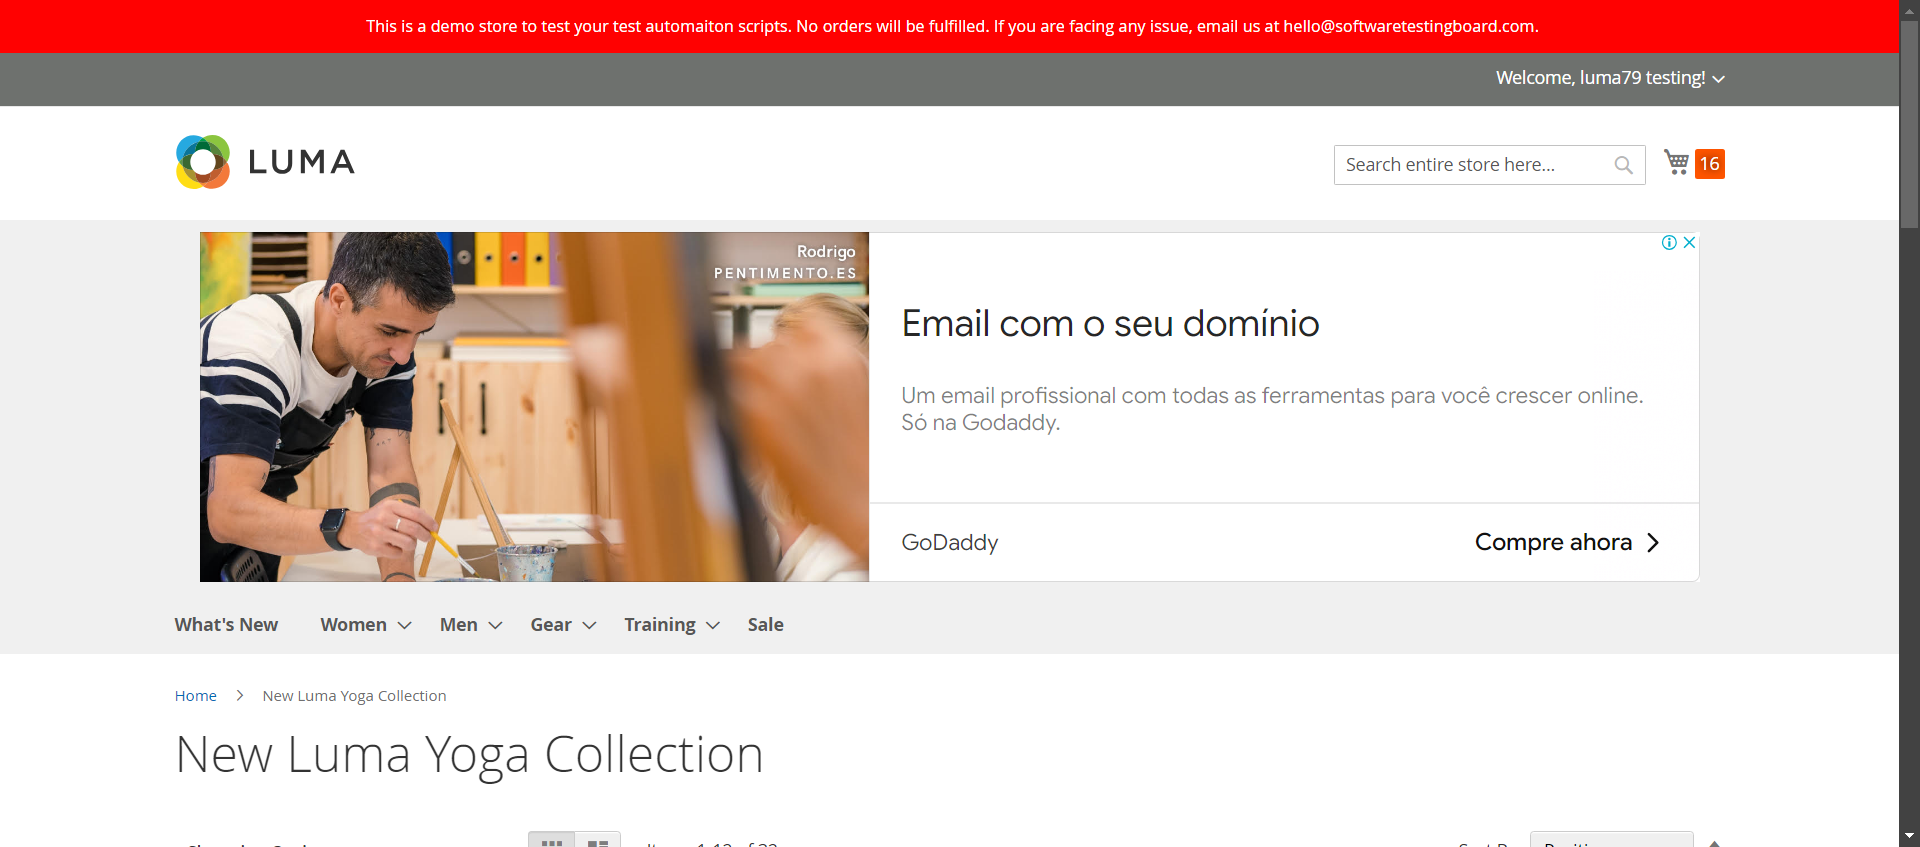 This is a demo store to test your test automaiton scripts. No orders will be fulfilled. If you are facing any issue, email us at hello@softwaretestingboard.com.
Welcome, luma79 testing!
LUMA
Search entire store here...
16
Rodrigo
PENTIMENTO.ES
Email com o seu domínio
Um email profissional com todas as ferramentas para você crescer online.
Só na Godaddy.
GoDaddy
Compre ahora
What's New
Women
Men
Gear
Training
Sale
Home
New Luma Yoga Collection
New Luma Yoga Collection